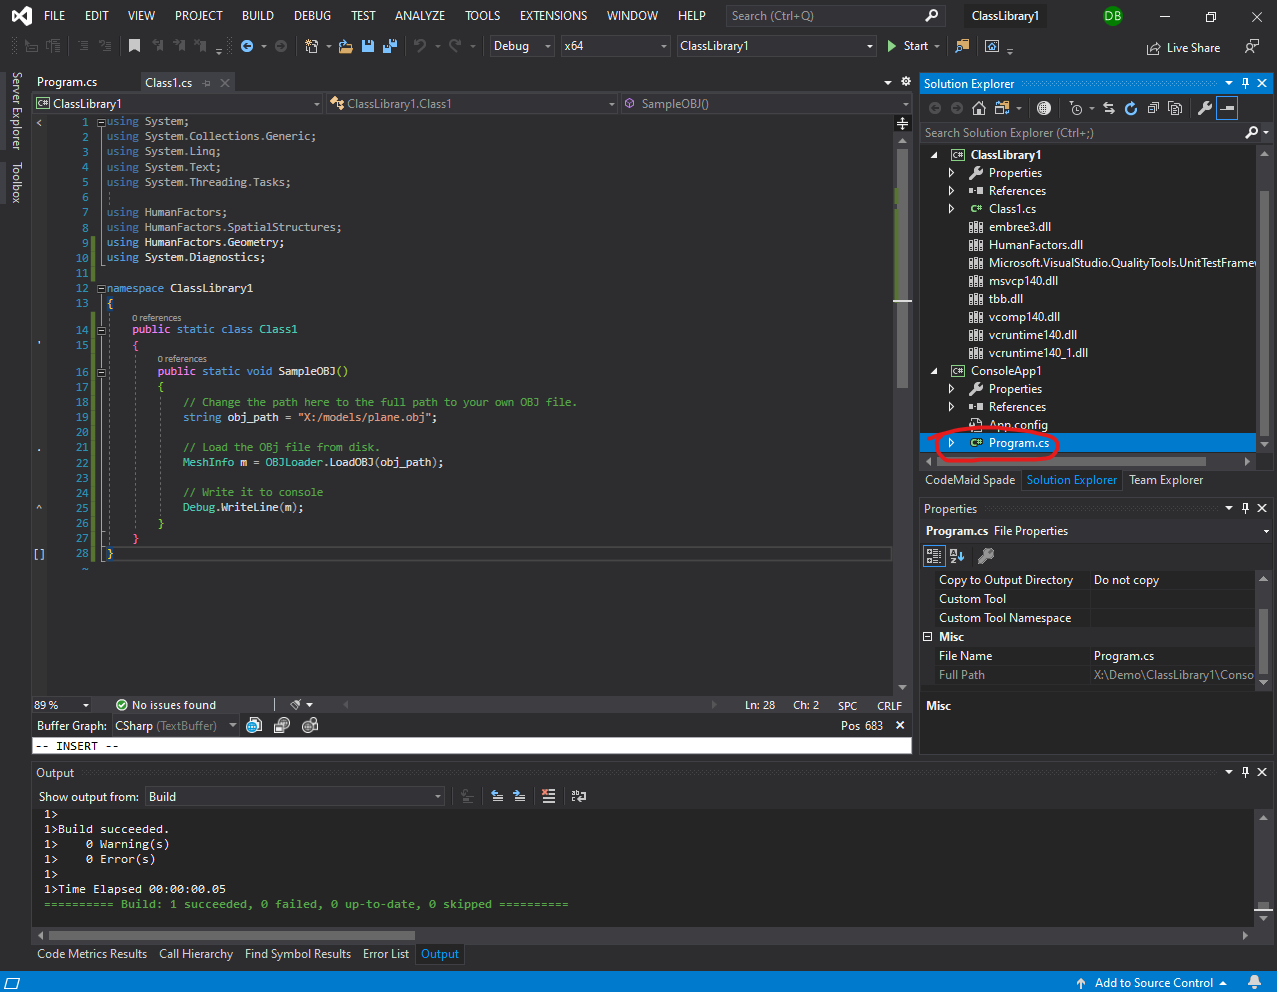 FILE EDIT VIEW PROJECT BUILD DEBUG TEST ANALYZE TOOLS EXTENSIONS WINDOW HELP Search (Ctrl+Q) ClassLibrary1 DB
Debug x64 ClassLibrary1 Start Live Share
Server Explorer
Toolbox
Program.cs Class1.cs
ClassLibrary1 ClassLibrary1.Class1 SampleOBJ()
1 using System;
2 using System.Collections.Generic;
3 using System.Linq;
4 using System.Text;
5 using System.Threading.Tasks;
6
7 using HumanFactors;
8 using HumanFactors.SpatialStructures;
9 using HumanFactors.Geometry;
10 using System.Diagnostics;
11
12 namespace ClassLibrary1
13 {
0 references
14 public static class Class1
15 {
0 references
16 public static void SampleOBJ()
17 {
18 // Change the path here to the full path to your own OBJ file.
19 string obj_path = "X:/models/plane.obj";
20
21 // Load the OBj file from disk.
22 MeshInfo m = OBJLoader.LoadOBJ(obj_path);
23
24 // Write it to console
25 Debug.WriteLine(m);
26 }
27 }
28 }
~
89 % No issues found Ln: 28 Ch: 2 SPC CRLF
Buffer Graph: CSharp (TextBuffer) Pos 683
-- INSERT --
Solution Explorer
Search Solution Explorer (Ctrl+;)
C# ClassLibrary1
Properties
References
C# Class1.cs
embree3.dll
HumanFactors.dll
Microsoft.VisualStudio.QualityTools.UnitTestFramew
msvcp140.dll
tbb.dll
vcomp140.dll
vcruntime140.dll
vcruntime140_1.dll
C# ConsoleApp1
Properties
References
App.config
C# Program.cs
CodeMaid Spade Solution Explorer Team Explorer
Properties
Program.cs File Properties
Copy to Output Directory Do not copy
Custom Tool
Custom Tool Namespace
Misc
File Name Program.cs
Full Path X:\Demo\ClassLibrary1\Conso
Misc
Output
Show output from: Build
1>
1>Build succeeded.
1> 0 Warning(s)
1> 0 Error(s)
1>
1>Time Elapsed 00:00:00.05
========== Build: 1 succeeded, 0 failed, 0 up-to-date, 0 skipped ==========
Code Metrics Results Call Hierarchy Find Symbol Results Error List Output
Add to Source Control